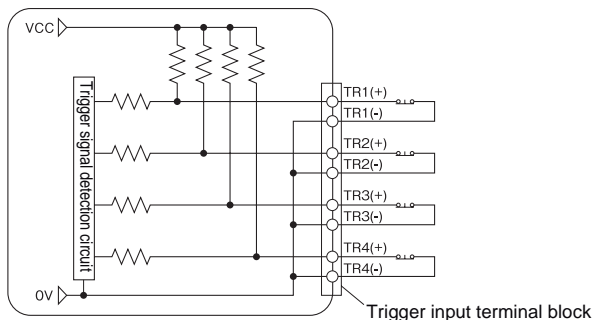 VCC
Trigger signal detection circuit
TR1(+)
TR1(-)
TR2(+)
TR2(-)
TR3(+)
TR3(-)
TR4(+)
TR4(-)
0V
Trigger input terminal block